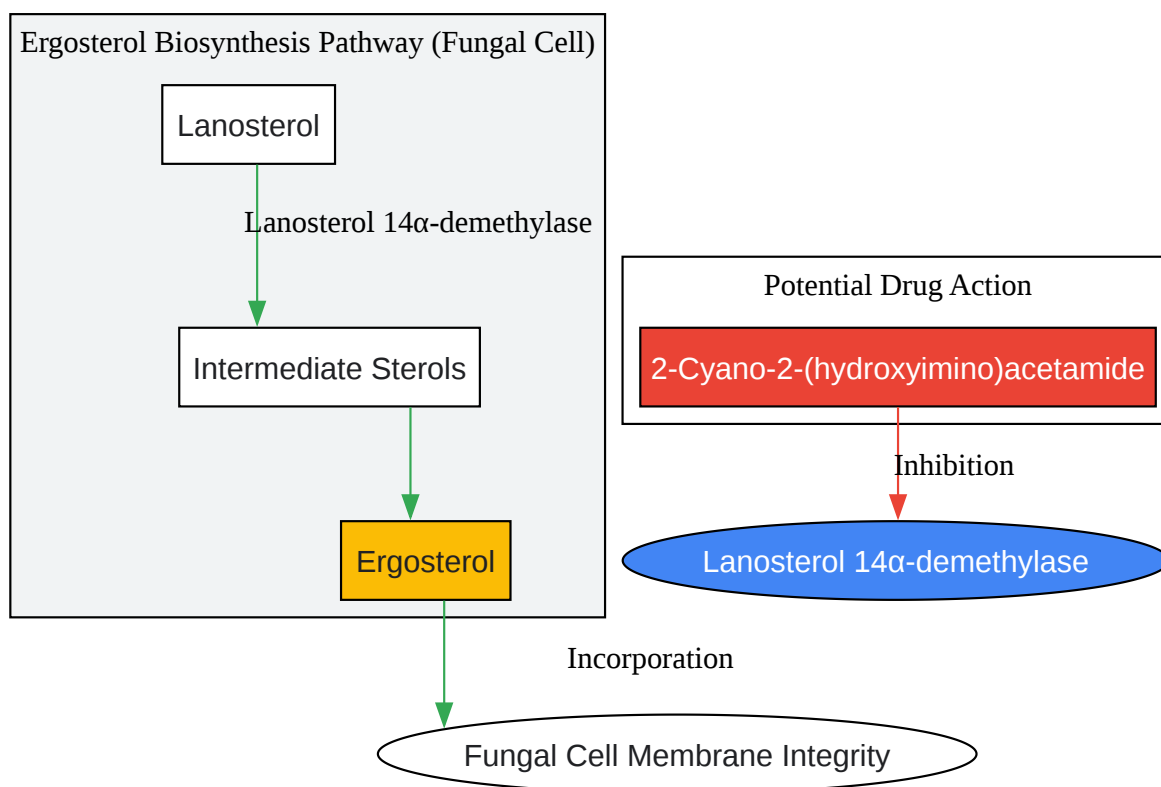 Ergosterol Biosynthesis Pathway (Fungal Cell)
Lanosterol
Lanosterol 14α-demethylase
Intermediate Sterols
Ergosterol
Potential Drug Action
2-Cyano-2-(hydroxyimino)acetamide
Inhibition
Lanosterol 14α-demethylase
Incorporation
Fungal Cell Membrane Integrity